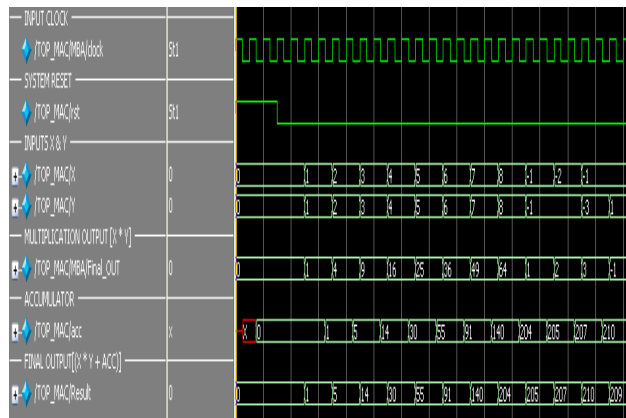 INPUT CLOCK
/TOP_MAC/MBA/clock St1
SYSTEM RESET
/TOP_MAC/rst St1
INPUTS X & Y
/TOP_MAC/X 0 0 1 2 3 4 5 6 7 8 -1 -2 -1
/TOP_MAC/Y 0 0 1 2 3 4 5 6 7 8 -1 -3 1
MULTIPLICATION OUTPUT [X * Y]
/TOP_MAC/MBA/Final_OUT 0 0 1 4 9 16 25 36 49 64 1 2 3 -1
ACCUMULATOR
/TOP_MAC/acc x X 0 1 5 14 30 55 91 140 204 205 207 210
FINAL OUTPUT[(X * Y + ACC)]
/TOP_MAC/Result 0 0 1 5 14 30 55 91 140 204 205 207 210 209